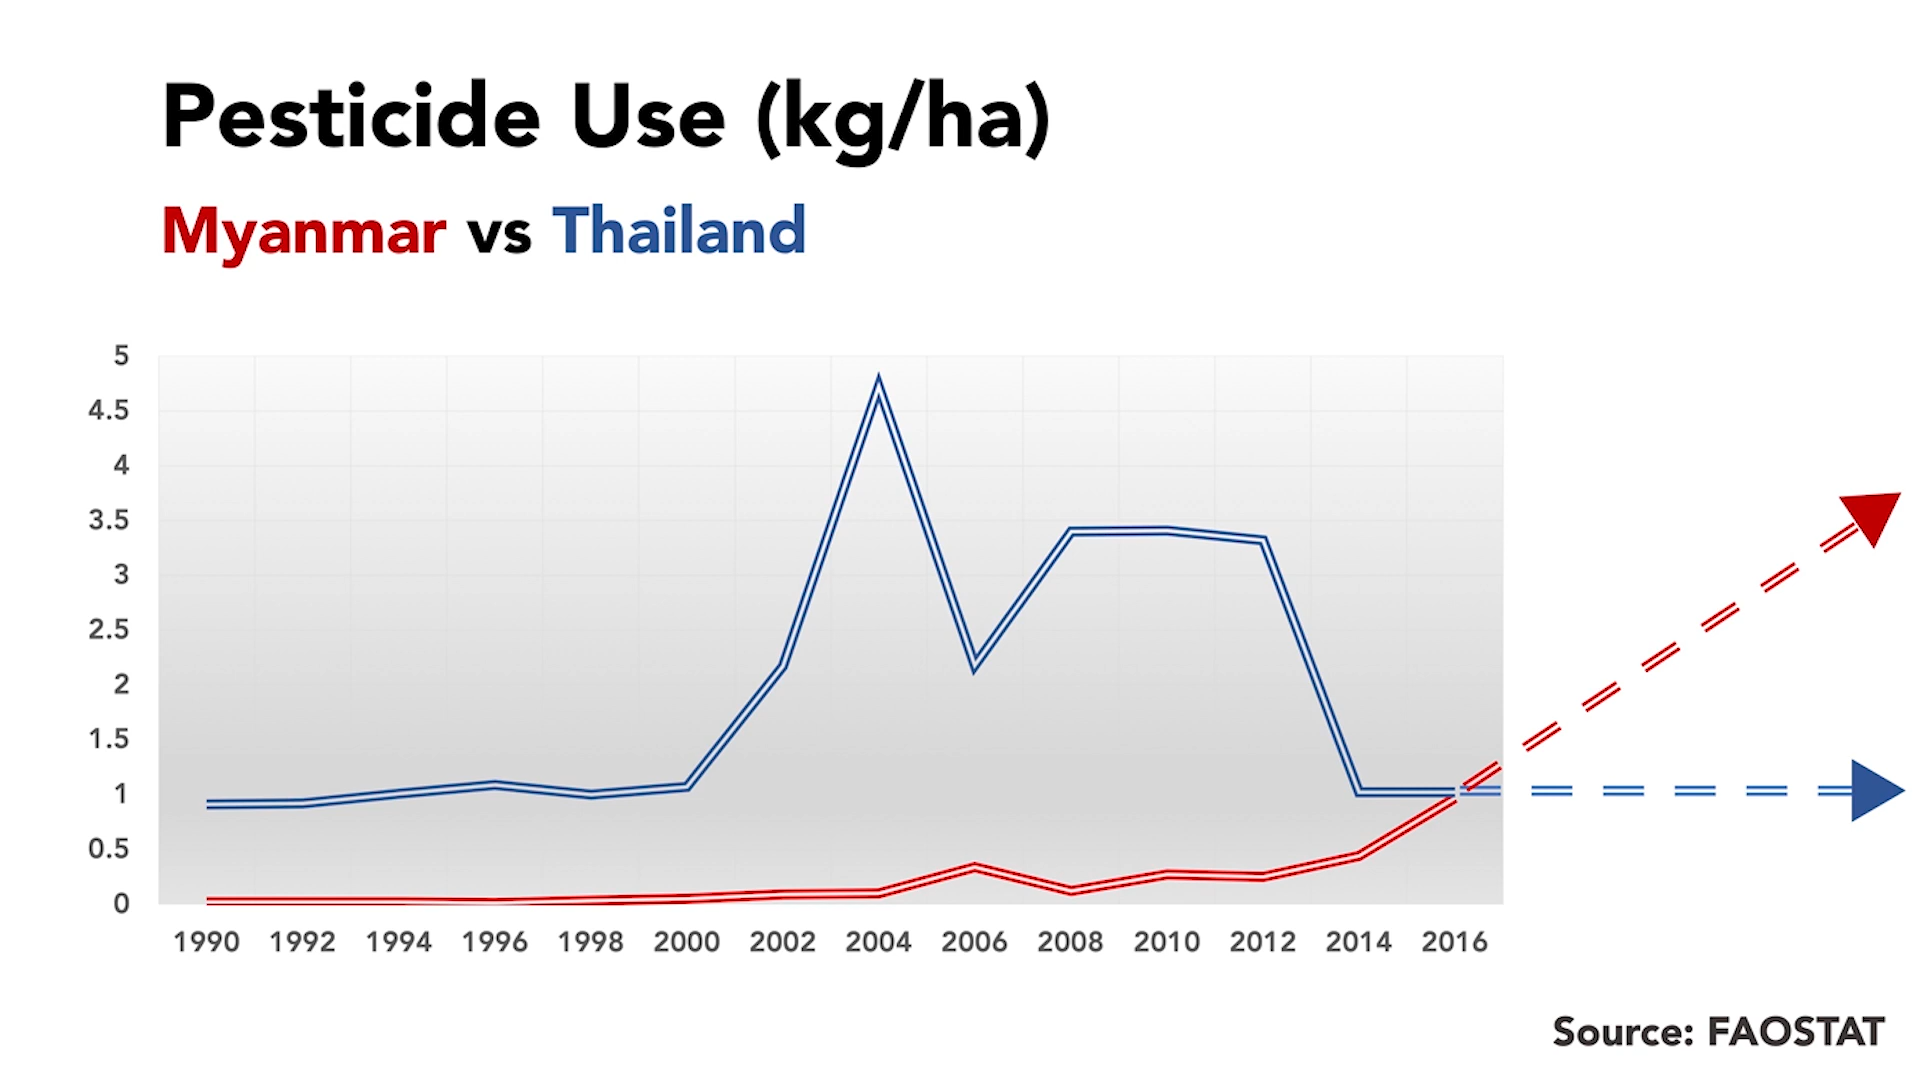 Pesticide Use (kg/ha)
Myanmar vs Thailand
5
4.5
4
3.5
3
2.5
2
1.5
1
0.5
0
1990 1992 1994 1996 1998 2000 2002 2004 2006 2008 2010 2012 2014 2016
Source: FAOSTAT